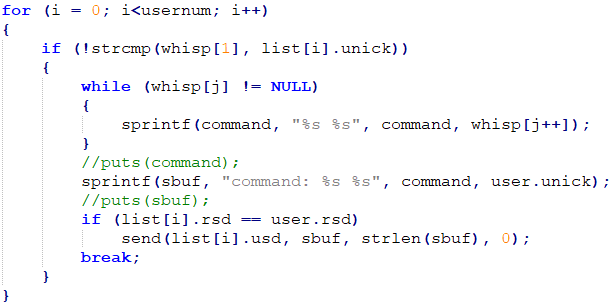 for (i = 0; i<usernum; i++)
{
    if (!strcmp(whisp[1], list[i].unick))
    {
        while (whisp[j] != NULL)
        {
            sprintf(command, "%s %s", command, whisp[j++]);
        }
        //puts(command);
        sprintf(sbuf, "command: %s %s", command, user.unick);
        //puts(sbuf);
        if (list[i].rsd == user.rsd)
            send(list[i].usd, sbuf, strlen(sbuf), 0);
        break;
    }
}